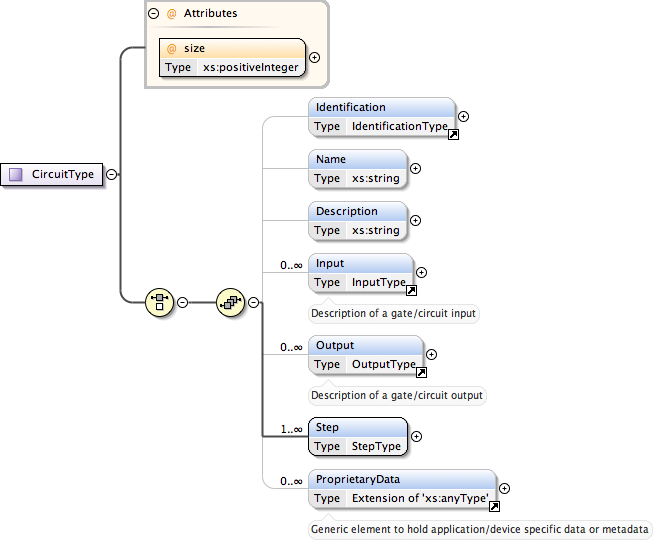 Attributes
@ size
Type xs:positiveInteger
CircuitType
Identification
Type IdentificationType
Name
Type xs:string
Description
Type xs:string
0..∞
Input
Type InputType
Description of a gate/circuit input
0..∞
Output
Type OutputType
Description of a gate/circuit output
1..∞
Step
Type StepType
0..∞
ProprietaryData
Type Extension of 'xs:anyType'
Generic element to hold application/device specific data or metadata